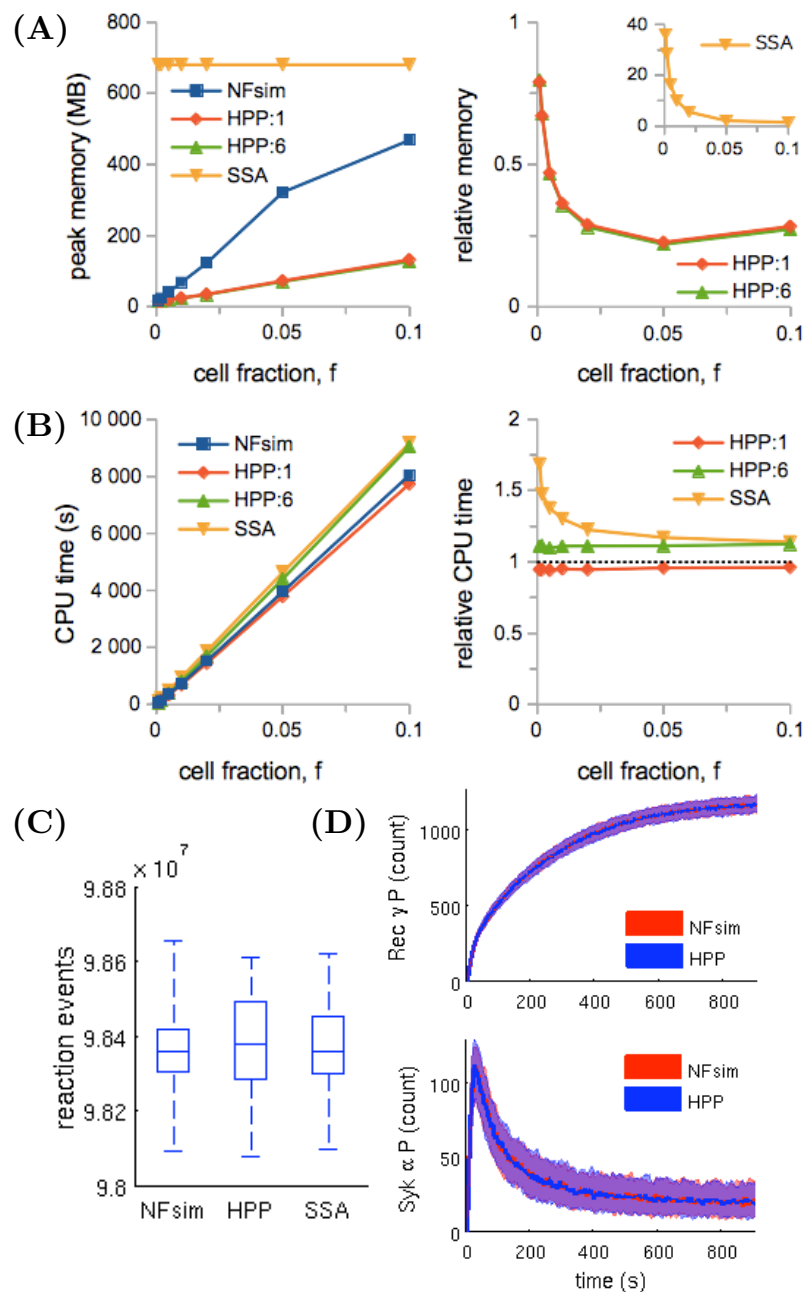 (A)
800
600
400
200
0
peak memory (MB)
NFsim
HPP:1
HPP:6
SSA
0
0.05
0.1
cell fraction, f
1
0.5
0
relative memory
40
20
0
SSA
0
0.05
0.1
HPP:1
HPP:6
0
0.05
0.1
cell fraction, f
(B)
10 000
8 000
6 000
4 000
2 000
0
CPU time (s)
NFsim
HPP:1
HPP:6
SSA
0
0.05
0.1
cell fraction, f
2
1.5
1
0.5
0
relative CPU time
HPP:1
HPP:6
SSA
0
0.05
0.1
cell fraction, f
(C)
× 10^7
9.88
9.86
9.84
9.82
9.8
reaction events
NFsim
HPP
SSA
(D)
1000
500
0
Rec γ P (count)
NFsim
HPP
0
200
400
600
800
100
50
0
Syk α P (count)
NFsim
HPP
0
200
400
600
800
time (s)